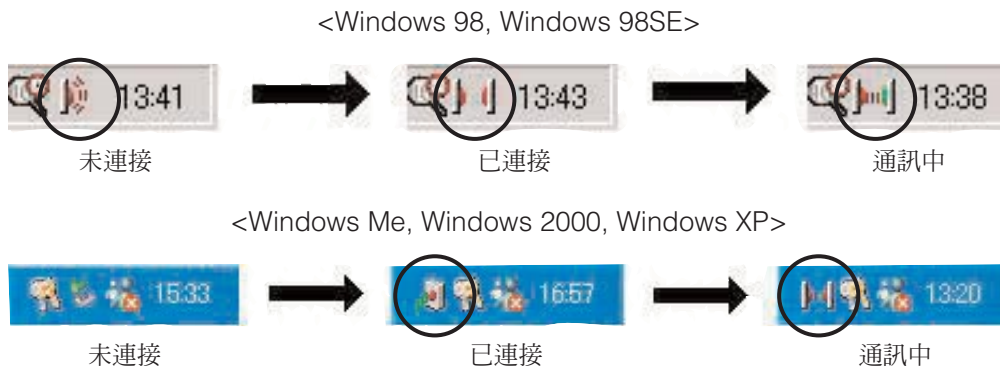 <Windows 98, Windows 98SE>
13:41 13:43 13:38
未連接 已連接 通訊中
<Windows Me, Windows 2000, Windows XP>
15:33 16:57 13:20
未連接 已連接 通訊中